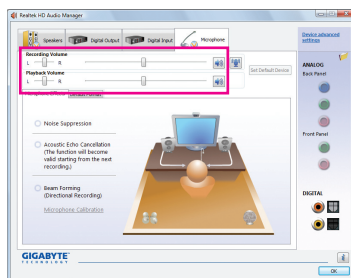 Realtek HD Audio Manager
Speakers
Digital Output
Digital Input
Microphone
Device advanced
settings
Recording Volume
L
R
Playback Volume
L
R
Set Default Device
ANALOG
Back Panel
Noise Suppression
Acoustic Echo Cancellation
(The function will become
valid starting from the next
recording.)
Beam Forming
(Directional Recording)
Microphone Calibration
Front Panel
DIGITAL
GIGABYTE
TECHNOLOGY
OK